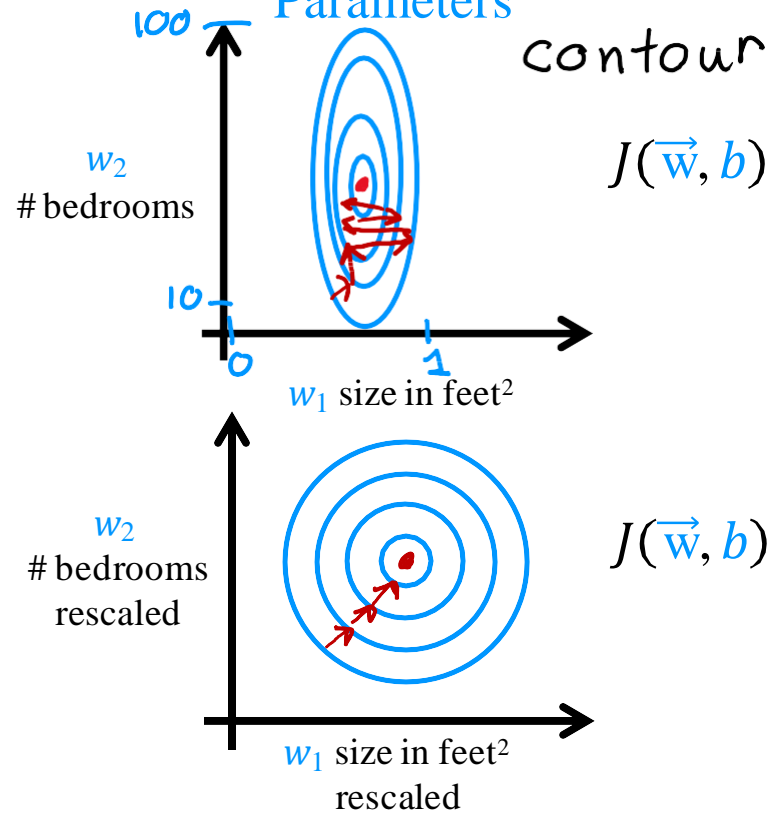 Parameters
100
contour
J(w⃗, b)
w₂
# bedrooms
10
0
1
w₁ size in feet²
w₂
# bedrooms
rescaled
J(w⃗, b)
w₁ size in feet²
rescaled